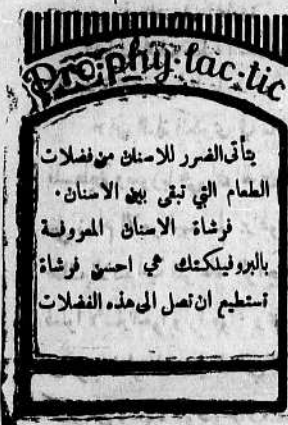 Pro·phy·lac·tic
يتأتى الضرر للاسنان من فضلات
الطعام التي تبقى بين الاسنان·
فرشاة الاسنان المعروفة
بالبروفيلكتك هي احسن فرشاة
تستطيع ان تصل الى هذه الفضلات